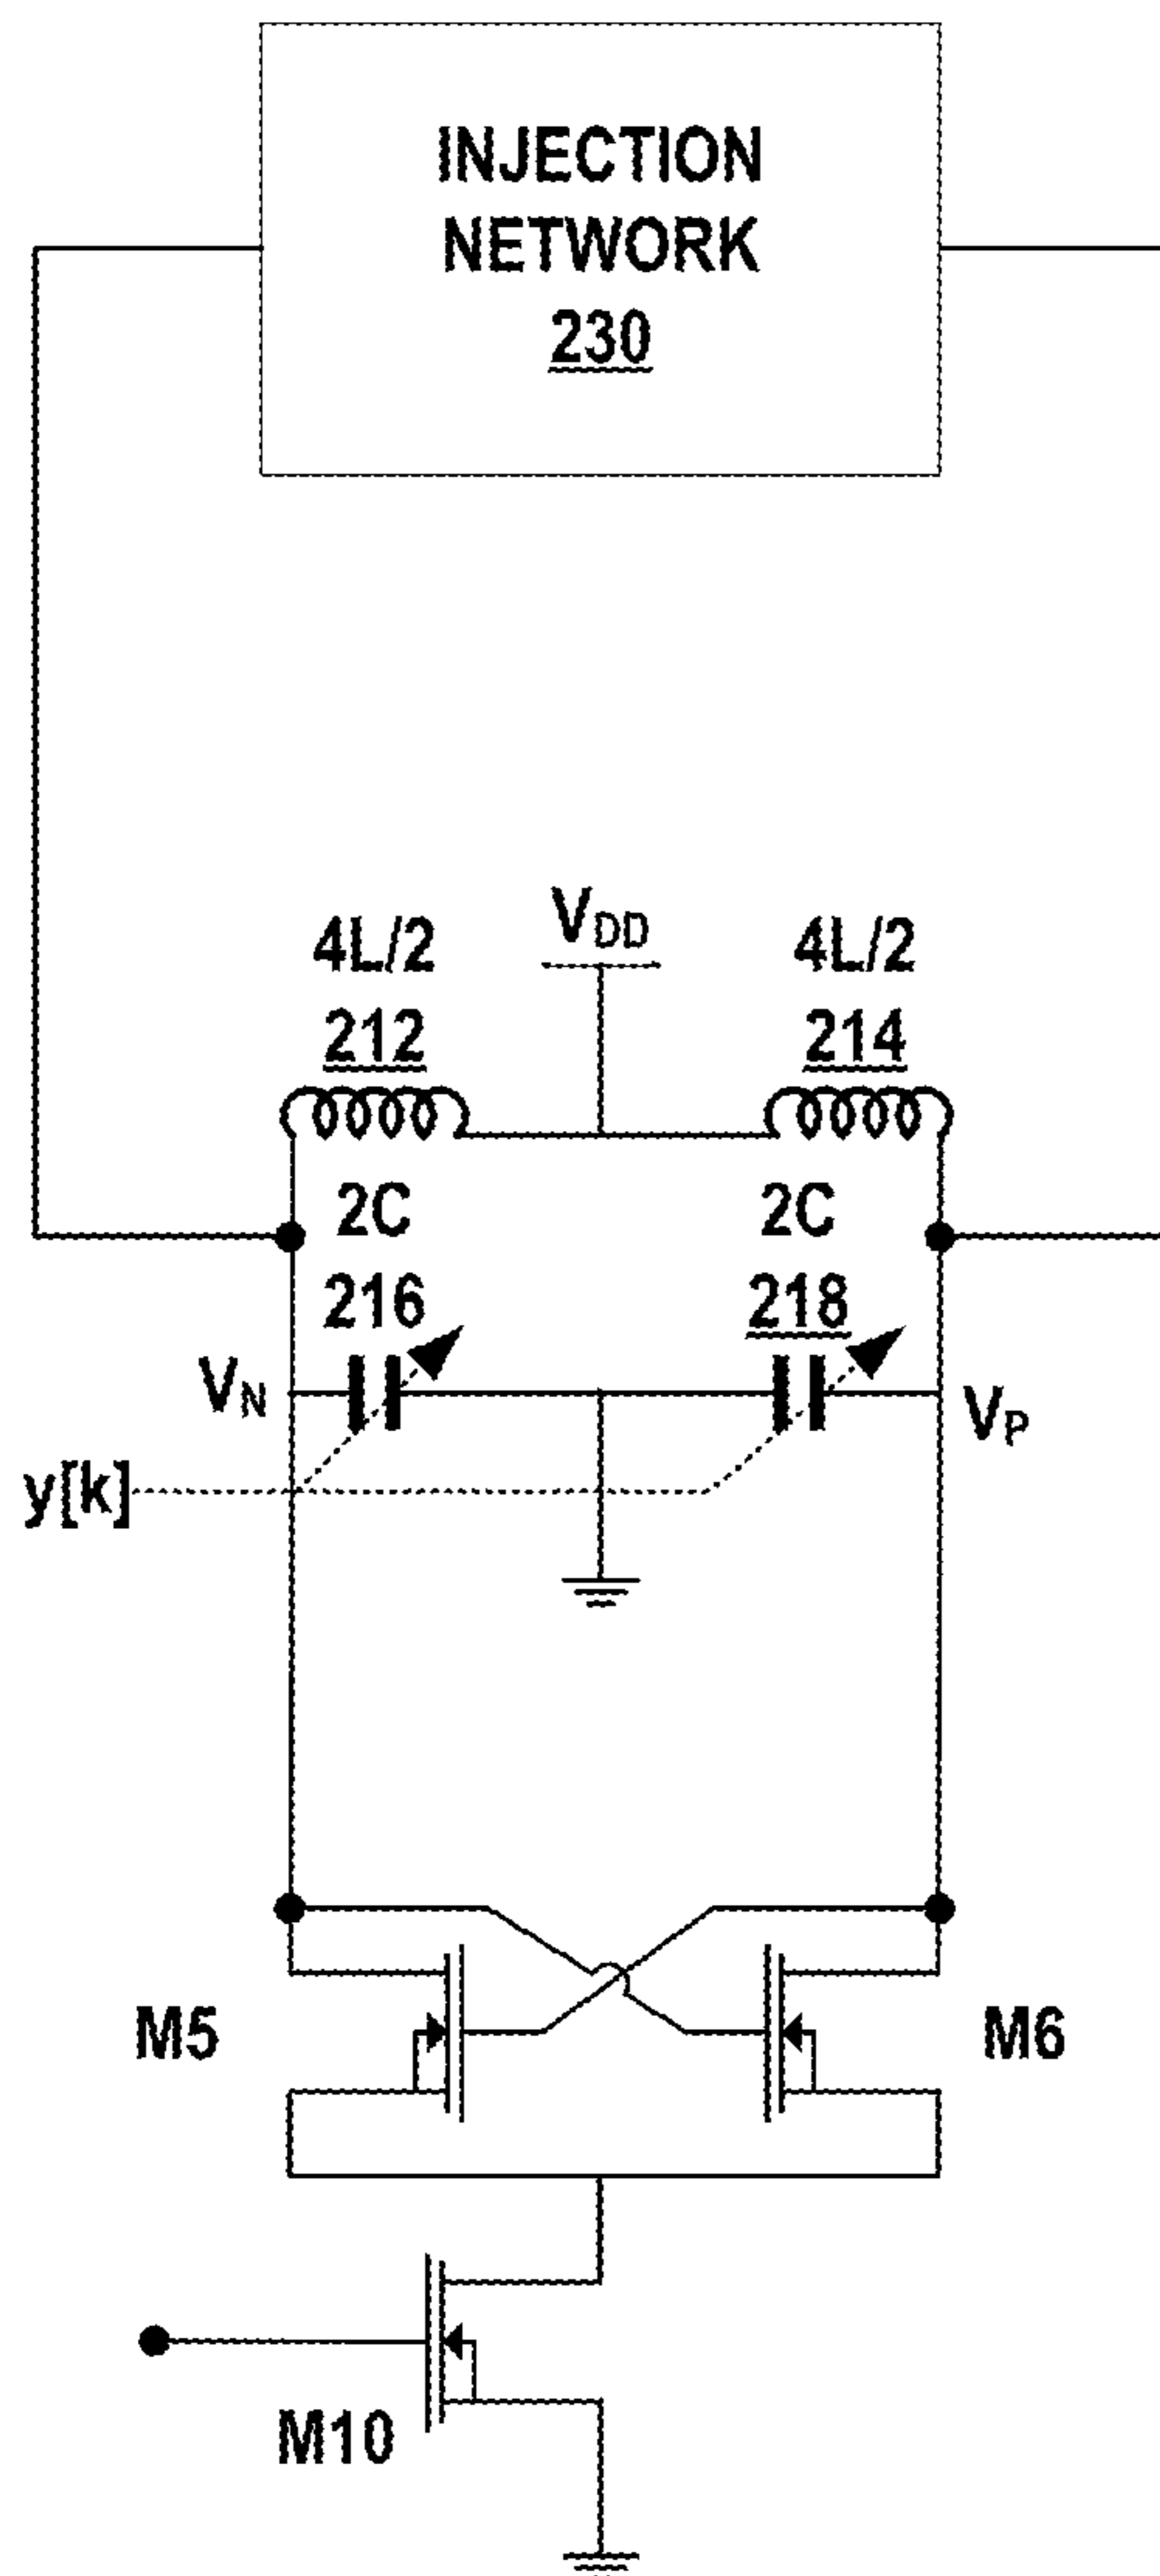 INJECTION
NETWORK
230
VDD
4L/2
212
4L/2
214
2C
216
2C
218
VN
VP
y[k]
M5
M6
M10